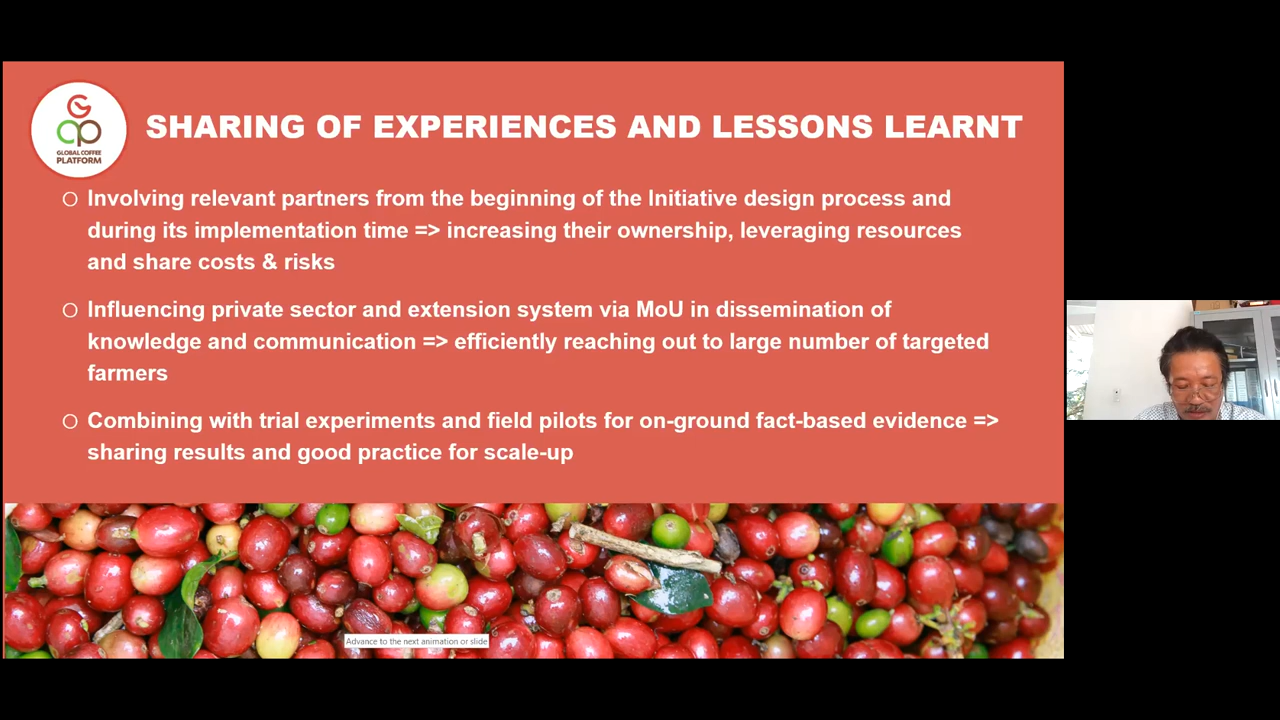 GLOBAL COFFEE
PLATFORM
SHARING OF EXPERIENCES AND LESSONS LEARNT
O Involving relevant partners from the beginning of the Initiative design process and
during its implementation time => increasing their ownership, leveraging resources
and share costs & risks
O Influencing private sector and extension system via MoU in dissemination of
knowledge and communication => efficiently reaching out to large number of targeted
farmers
O Combining with trial experiments and field pilots for on-ground fact-based evidence =>
sharing results and good practice for scale-up
Advance to the next animation or slide